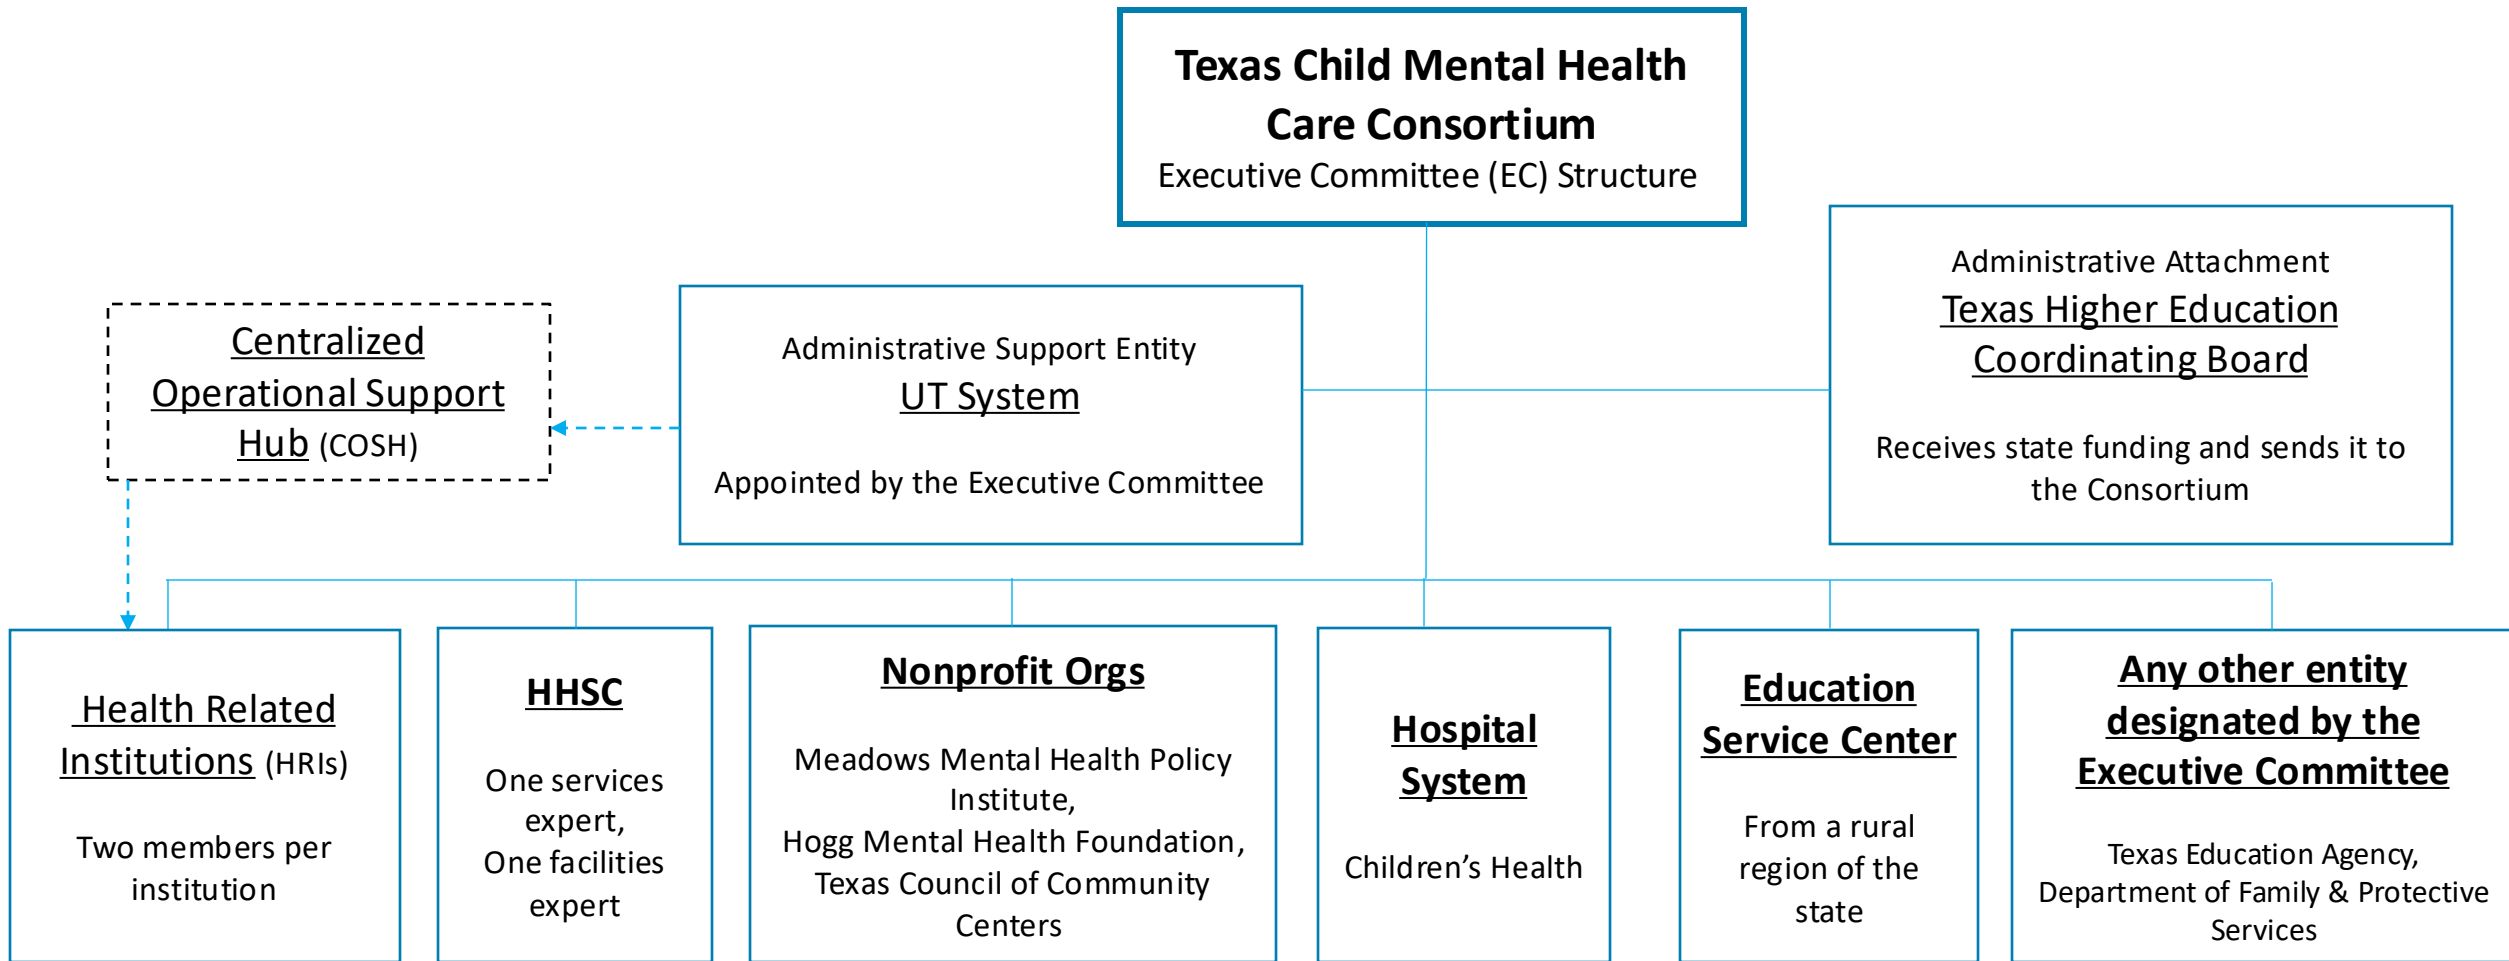 Texas Child Mental Health
Care Consortium
Executive Committee (EC) Structure
Administrative Attachment
Texas Higher Education
Coordinating Board
Receives state funding and sends it to
the Consortium
Administrative Support Entity
UT System
Appointed by the Executive Committee
Centralized
Operational Support
Hub (COSH)
Health Related
Institutions (HRIs)
Two members per
institution
HHSC
One services
expert,
One facilities
expert
Nonprofit Orgs
Meadows Mental Health Policy
Institute,
Hogg Mental Health Foundation,
Texas Council of Community
Centers
Hospital
System
Children’s Health
Education
Service Center
From a rural
region of the
state
Any other entity
designated by the
Executive Committee
Texas Education Agency,
Department of Family & Protective
Services